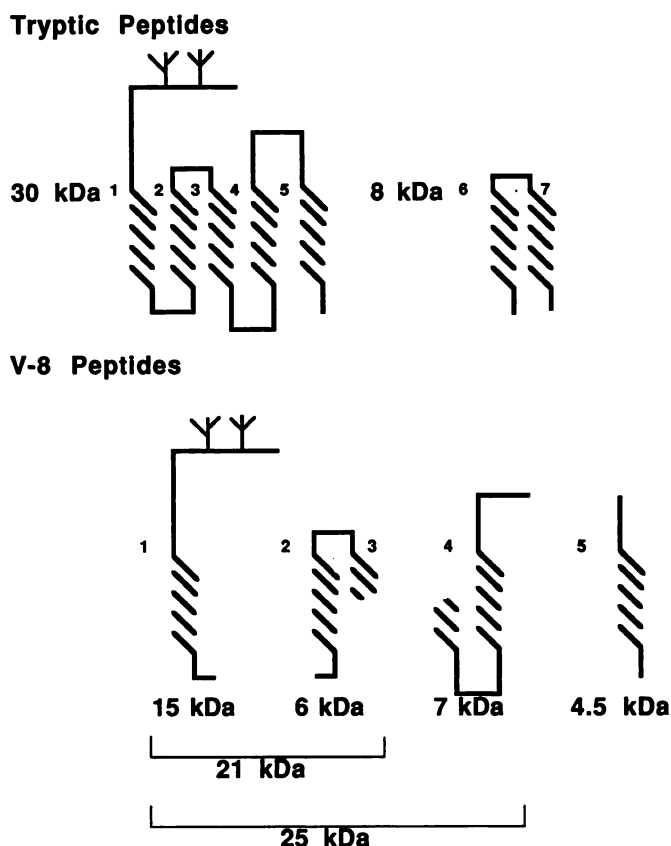 Tryptic Peptides
30 kDa 1 2 3 4 5 8 kDa 6 7
V-8 Peptides
1 2 3 4 5
15 kDa 6 kDa 7 kDa 4.5 kDa
21 kDa
25 kDa